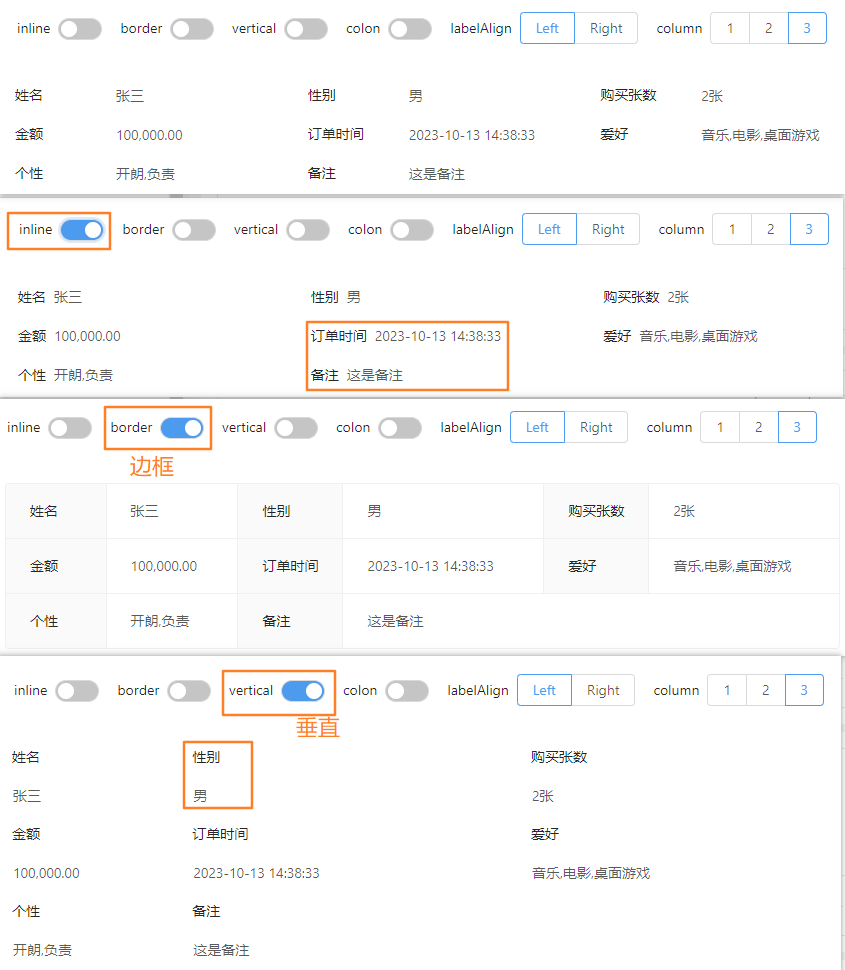 inline border vertical colon labelAlign Left Right column 1 2 3
姓名 张三 性别 男 购买张数 2张
金额 100,000.00 订单时间 2023-10-13 14:38:33 爱好 音乐,电影,桌面游戏
个性 开朗,负责 备注 这是备注
inline border vertical colon labelAlign Left Right column 1 2 3
姓名 张三 性别 男 购买张数 2张
金额 100,000.00 订单时间 2023-10-13 14:38:33 爱好 音乐,电影,桌面游戏
个性 开朗,负责 备注 这是备注
inline border vertical colon labelAlign Left Right column 1 2 3
边框
姓名 张三 性别 男 购买张数 2张
金额 100,000.00 订单时间 2023-10-13 14:38:33 爱好 音乐,电影,桌面游戏
个性 开朗,负责 备注 这是备注
inline border vertical colon labelAlign Left Right column 1 2 3
垂直
姓名 性别 购买张数
张三 男 2张
金额 订单时间 爱好
100,000.00 2023-10-13 14:38:33 音乐,电影,桌面游戏
个性 备注
开朗,负责 这是备注